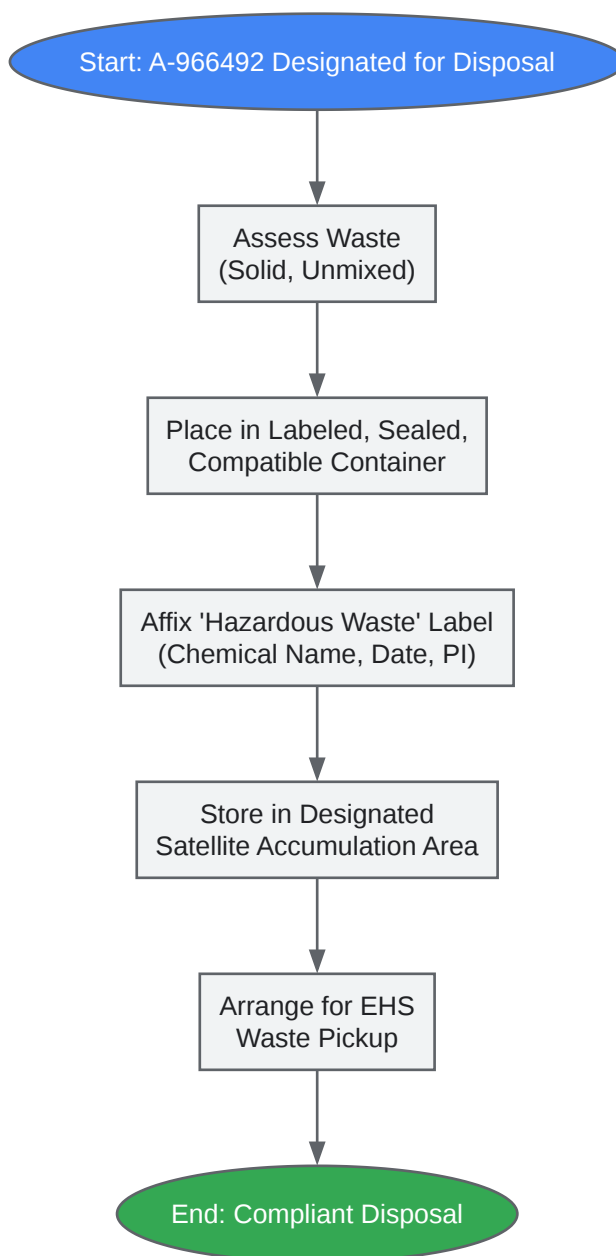 Start: A-966492 Designated for Disposal
Assess Waste
(Solid, Unmixed)
Place in Labeled, Sealed,
Compatible Container
Affix 'Hazardous Waste' Label
(Chemical Name, Date, PI)
Store in Designated
Satellite Accumulation Area
Arrange for EHS
Waste Pickup
End: Compliant Disposal